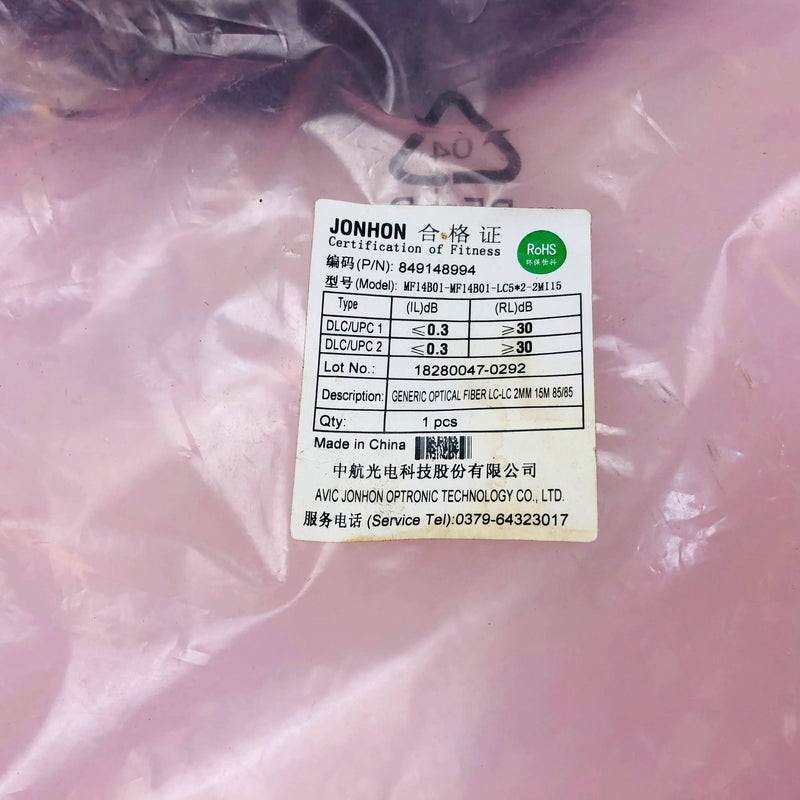 04
JONHON 合格证
Certification of Fitness
RoHS
环保物料
编码(P/N): 849148994
型号(Model): MF14B01-MF14B01-LC5*2-2MI15
Type (IL)dB (RL)dB
DLC/UPC 1 ≤0.3 ≥30
DLC/UPC 2 ≤0.3 ≥30
Lot No.: 18280047-0292
Description: GENERIC OPTICAL FIBER LC-LC 2MM 15M 85/85
Qty: 1 pcs
Made in China
中航光电科技股份有限公司
AVIC JONHON OPTRONIC TECHNOLOGY CO., LTD.
服务电话 (Service Tel):0379-64323017